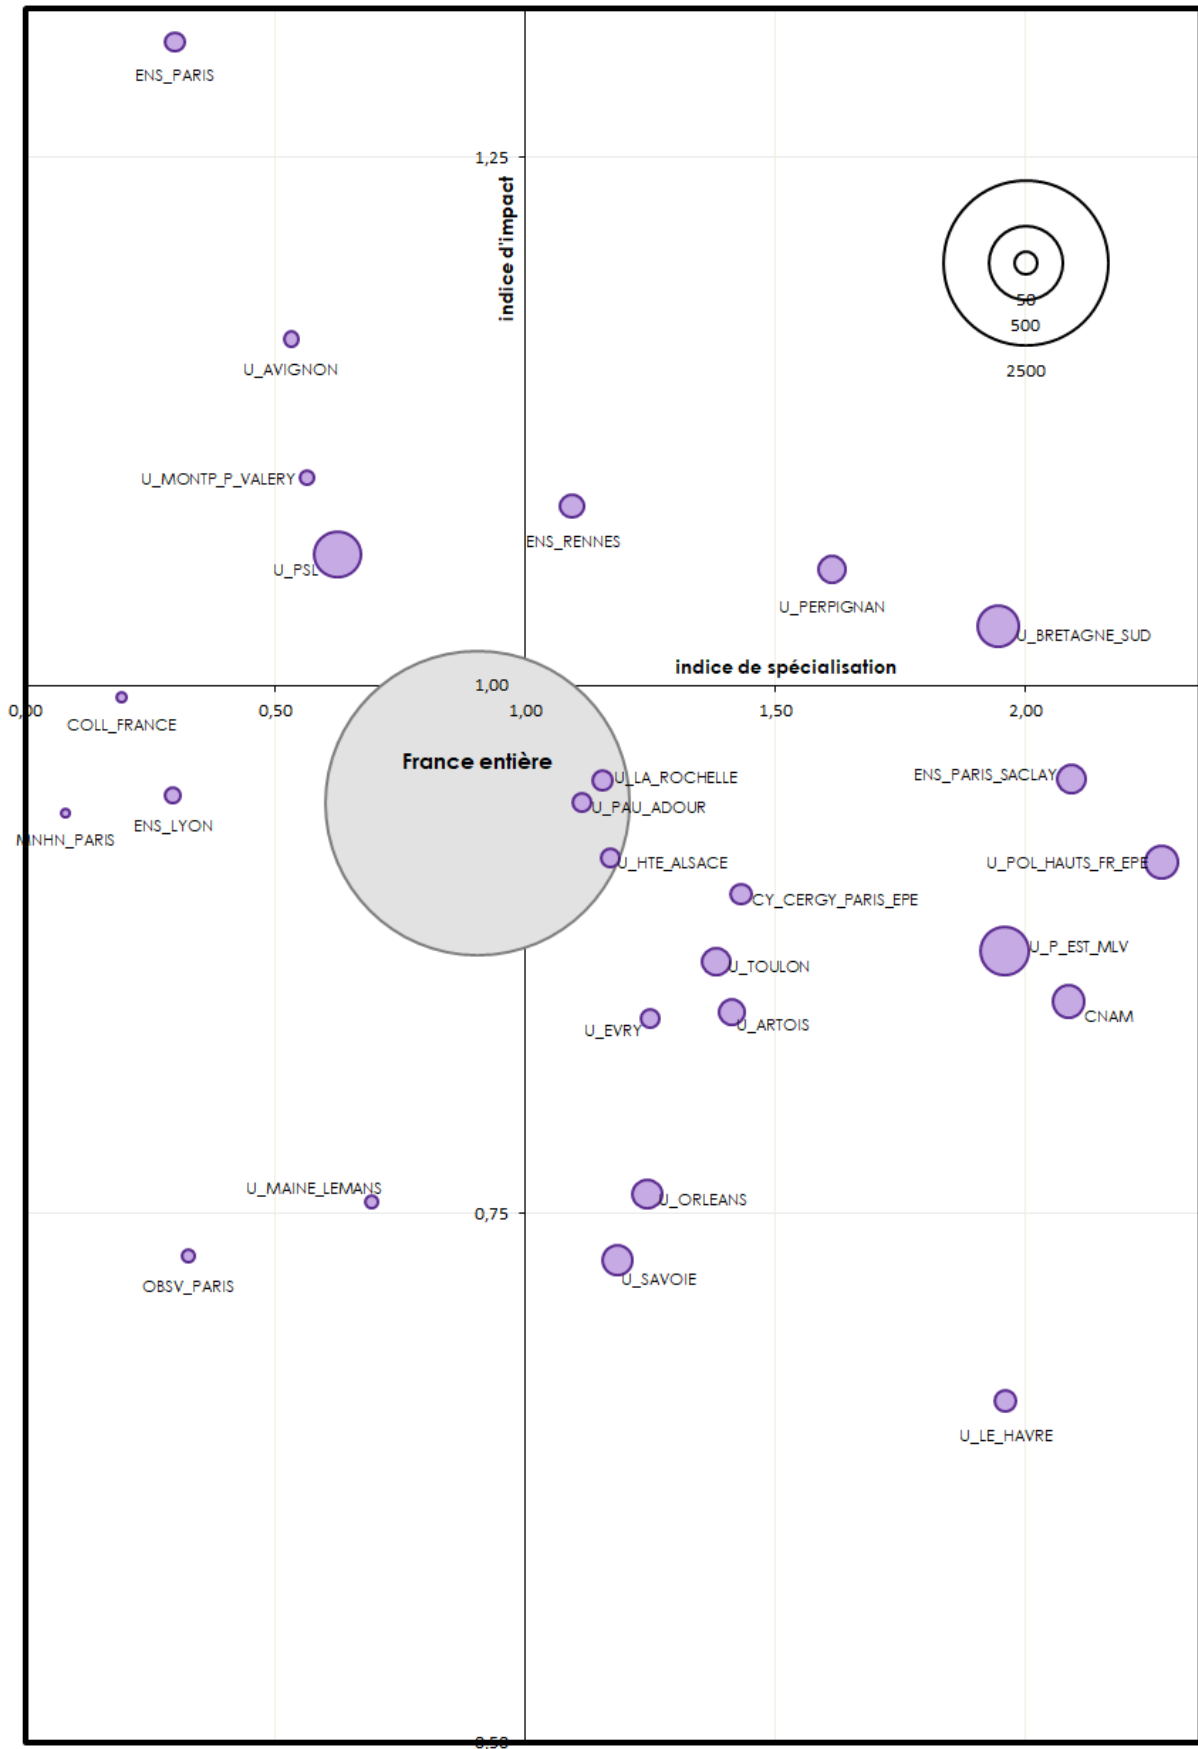 ENS_PARIS
1,25
indice d'impact
50
500
2500
U_AVIGNON
U_MONTP_P_VALERY
ENS_RENNES
U_PSL
U_PERPIGNAN
U_BRETAGNE_SUD
indice de spécialisation
1,00
0,00
0,50
1,00
1,50
2,00
COLL_FRANCE
France entière
U_LA_ROCHELLE
ENS_PARIS_SACLAY
U_PAU_ADOUR
ENS_LYON
MNHN_PARIS
U_HTE_ALSACE
U_POL_HAUTS_FR_EPE
CY_CERGY_PARIS_EPE
U_P_EST_MLV
U_TOULON
CNAM
U_EVRY
U_ARTOIS
U_MAINE_LEMANS
U_ORLEANS
0,75
U_SAVOIE
OBSV_PARIS
U_LE_HAVRE
0,50